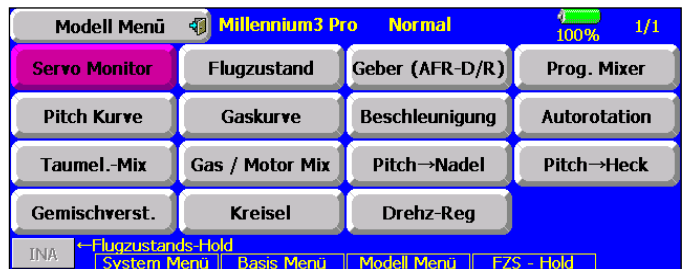 Modell Menü Millennium3 Pro Normal 100% 1/1
Servo Monitor Flugzustand Geber (AFR-D/R) Prog. Mixer
Pitch Kurve Gaskurve Beschleunigung Autorotation
Taumel.-Mix Gas / Motor Mix Pitch→Nadel Pitch→Heck
Gemischverst. Kreisel Drehz-Reg
INA ←Flugzustands-Hold
System Menü Basis Menü Modell Menü FZS - Hold